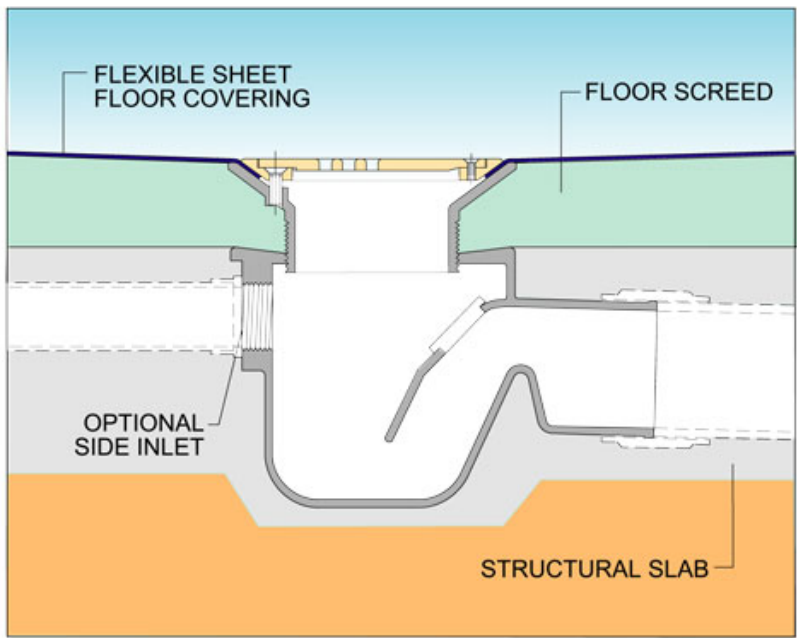 FLEXIBLE SHEET
FLOOR COVERING
FLOOR SCREED
OPTIONAL
SIDE INLET
STRUCTURAL SLAB